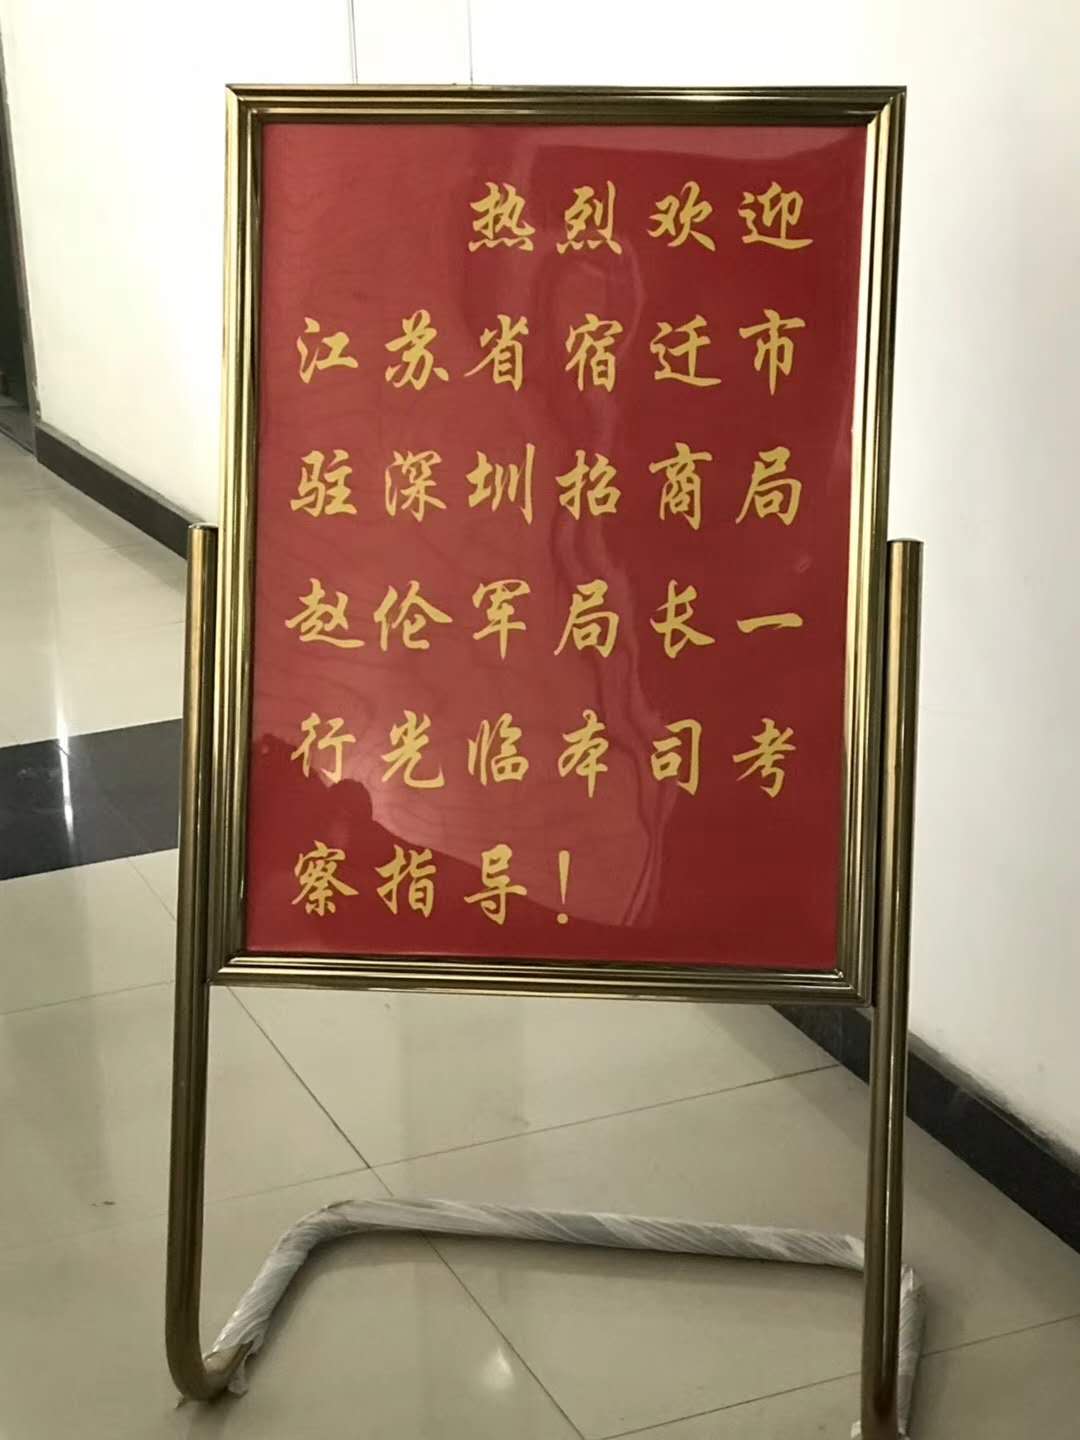 热烈欢迎
江苏省宿迁市
驻深圳招商局
赵伦军局长一
行光临本司考
察指导！